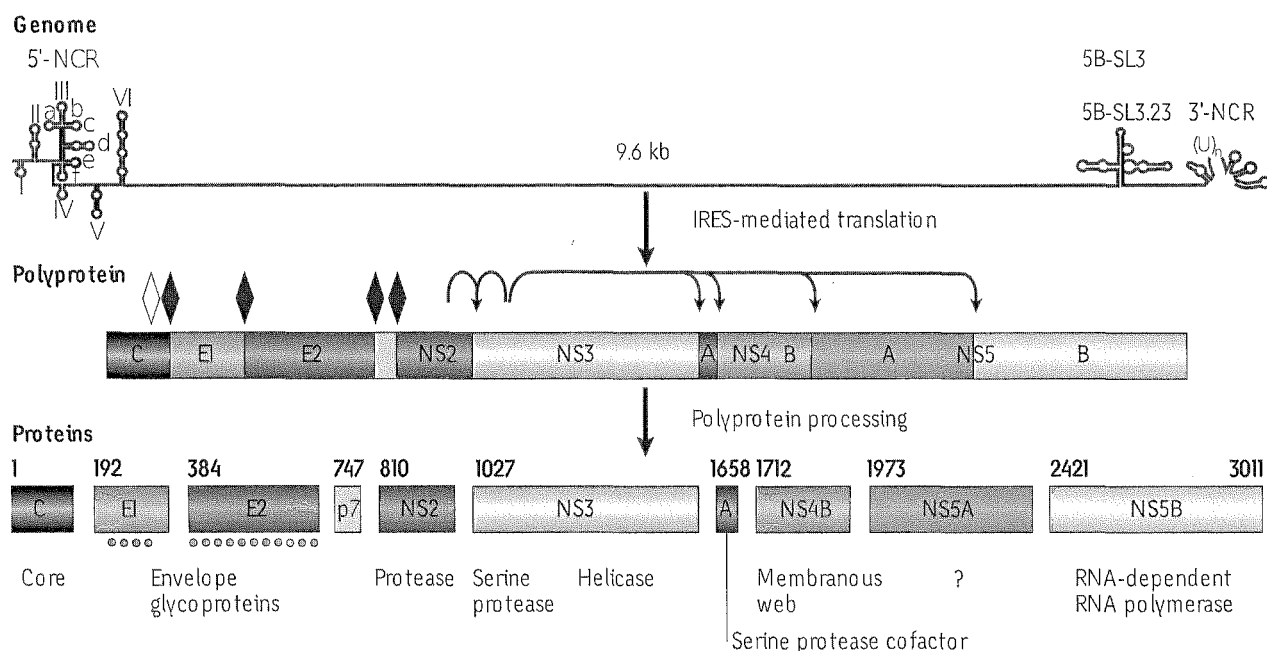 Genome
5'-NCR
5B-SL3
III
VI
II
a
b
c
d
5B-SL3.23
3'-NCR
e
f
(U)n
9.6 kb
I
IV
V
IRES-mediated translation
Polyprotein
C
E1
E2
NS2
NS3
A
NS4
B
A
NS5
B
Polyprotein processing
Proteins
1
192
384
747
810
1027
1658
1712
1973
2421
3011
C
E1
E2
p7
NS2
NS3
A
NS4B
NS5A
NS5B
Core
Envelope
glycoproteins
Protease
Serine
protease
Helicase
Membranous
web
?
RNA-dependent
RNA polymerase
Serine protease cofactor